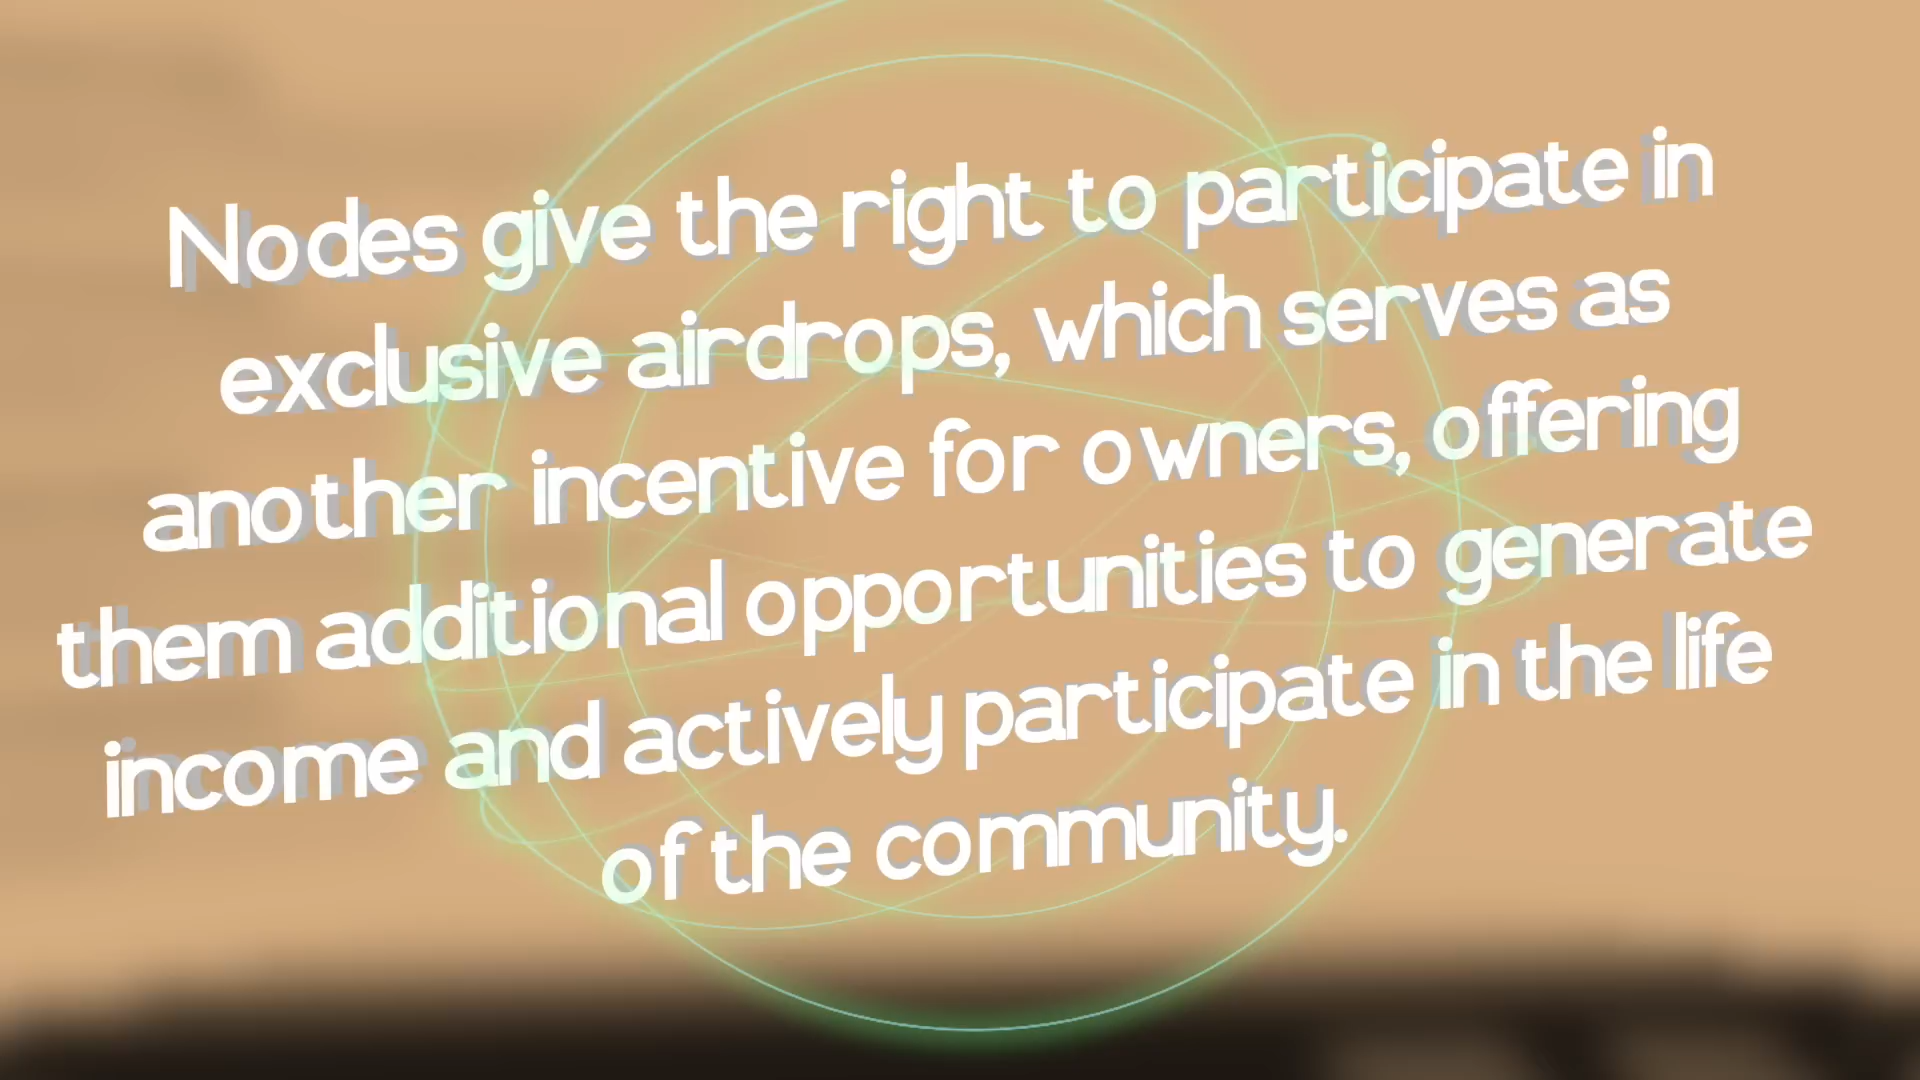 Nodes give the right to participate in
exclusive airdrops, which serves as
another incentive for owners, offering
them additional opportunities to generate
income and actively participate in the life
of the community.